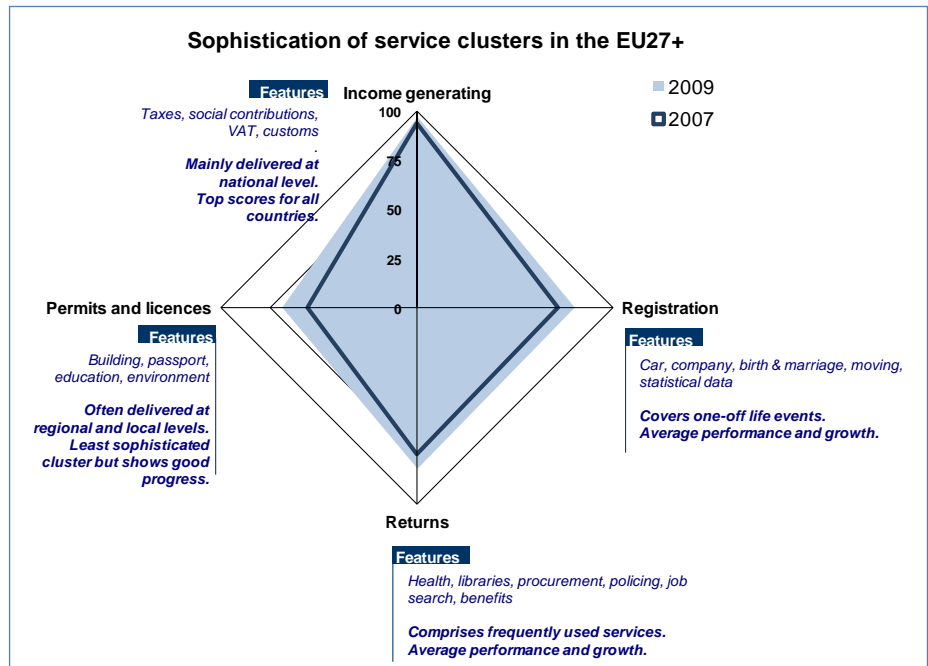 Sophistication of service clusters in the EU27+
Features
Income generating
2009
2007
Taxes, social contributions,
VAT, customs
.
Mainly delivered at
national level.
Top scores for all
countries.
100
75
50
25
0
Permits and licences
Registration
Features
Building, passport,
education, environment
Often delivered at
regional and local levels.
Least sophisticated
cluster but shows good
progress.
Features
Car, company, birth & marriage, moving,
statistical data
Covers one-off life events.
Average performance and growth.
Returns
Features
Health, libraries, procurement, policing, job
search, benefits
Comprises frequently used services.
Average performance and growth.